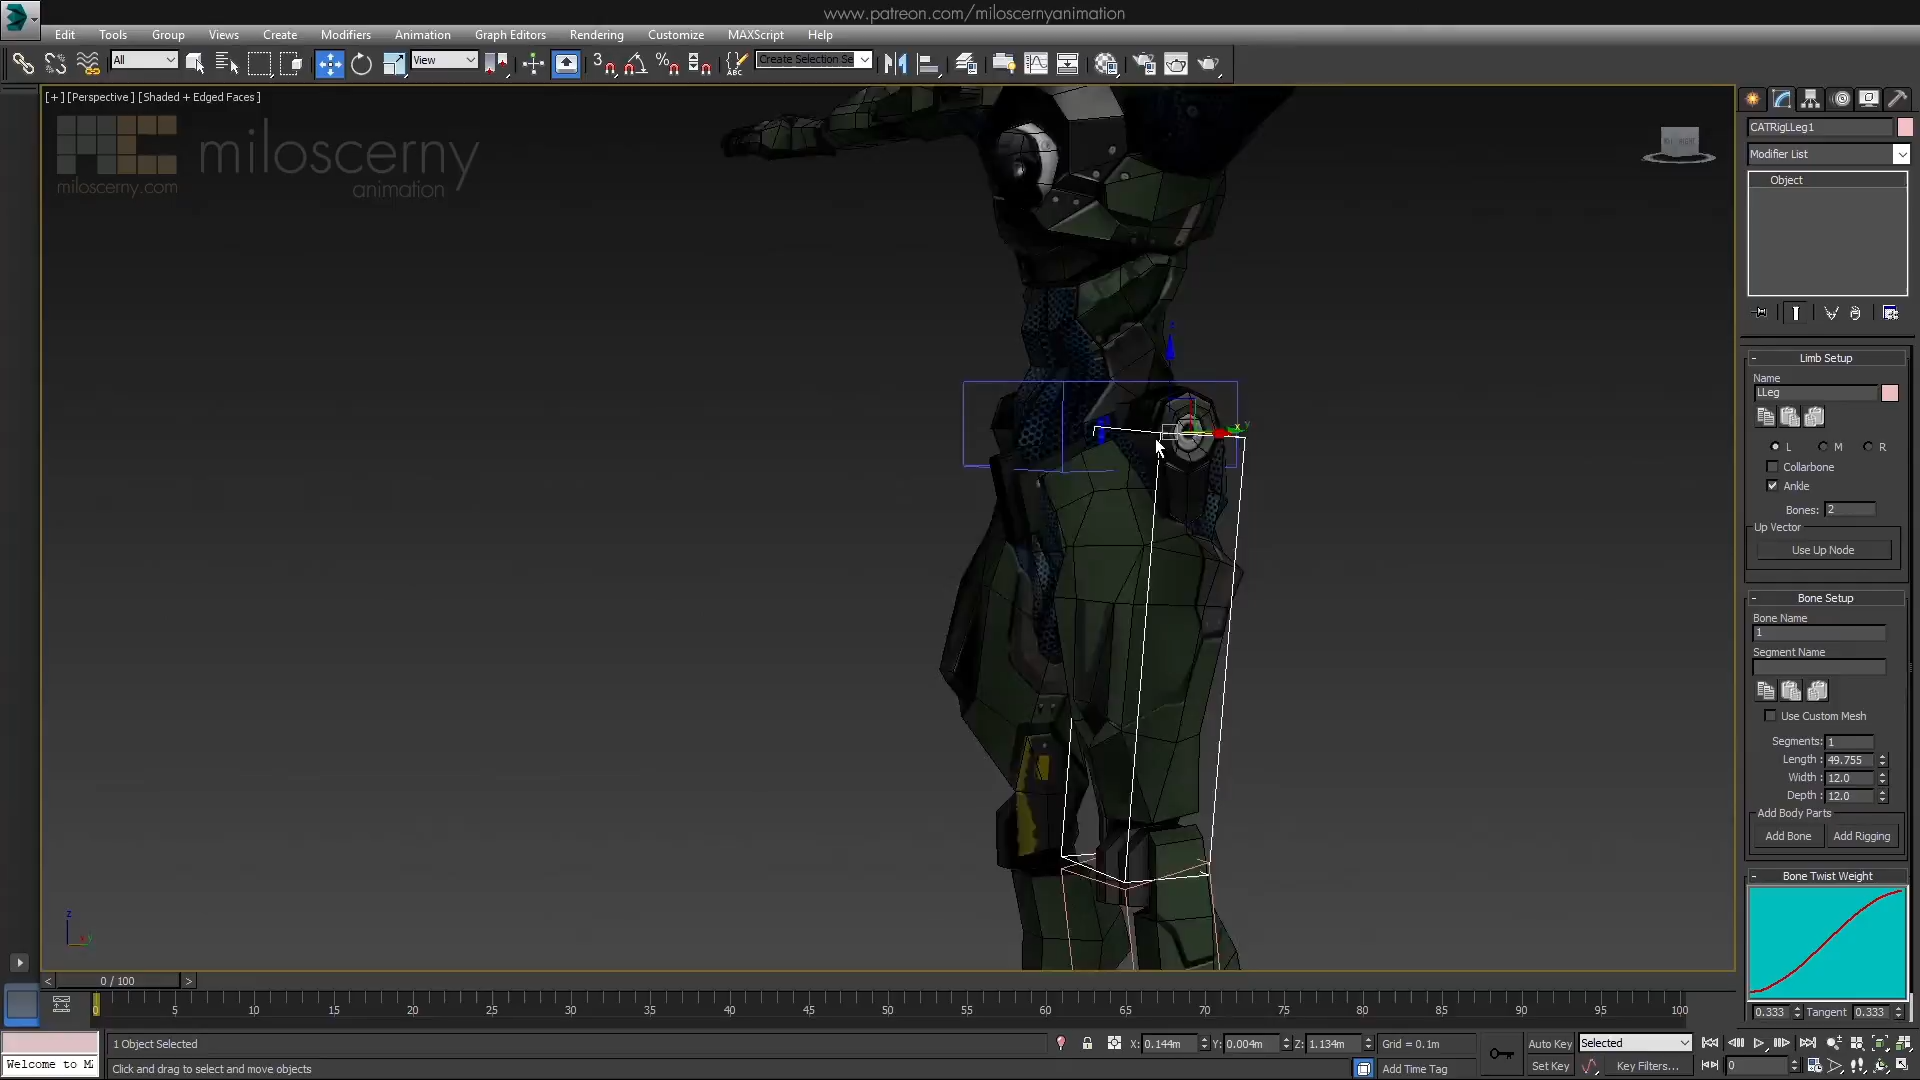 www.patreon.com/miloscernyanimation
Edit Tools Group Views Create Modifiers Animation Graph Editors Rendering Customize MAXScript Help
All View Create Selection Se
[+] [Perspective] [Shaded + Edged Faces]
miloscerny
animation
miloscerny.com
CATRigLLeg1
Modifier List
Object
Limb Setup
Name
LLeg
L M R
Collarbone
Ankle
Bones: 2
Up Vector
Use Up Node
Bone Setup
Bone Name
1
Segment Name
Use Custom Mesh
Segments: 1
Length: 49.755
Width: 12.0
Depth: 12.0
Add Body Parts
Add Bone Add Rigging
Bone Twist Weight
0.333 Tangent 0.333
z
x y
< 0 / 100 >
0 5 10 15 20 25 30 35 40 45 50 55 60 65 70 75 80 85 90 95 100
1 Object Selected X: 0.144m Y: 0.004m Z: 1.134m Grid = 0.1m Auto Key Selected
Welcome to M Click and drag to select and move objects Add Time Tag Set Key Key Filters... 0